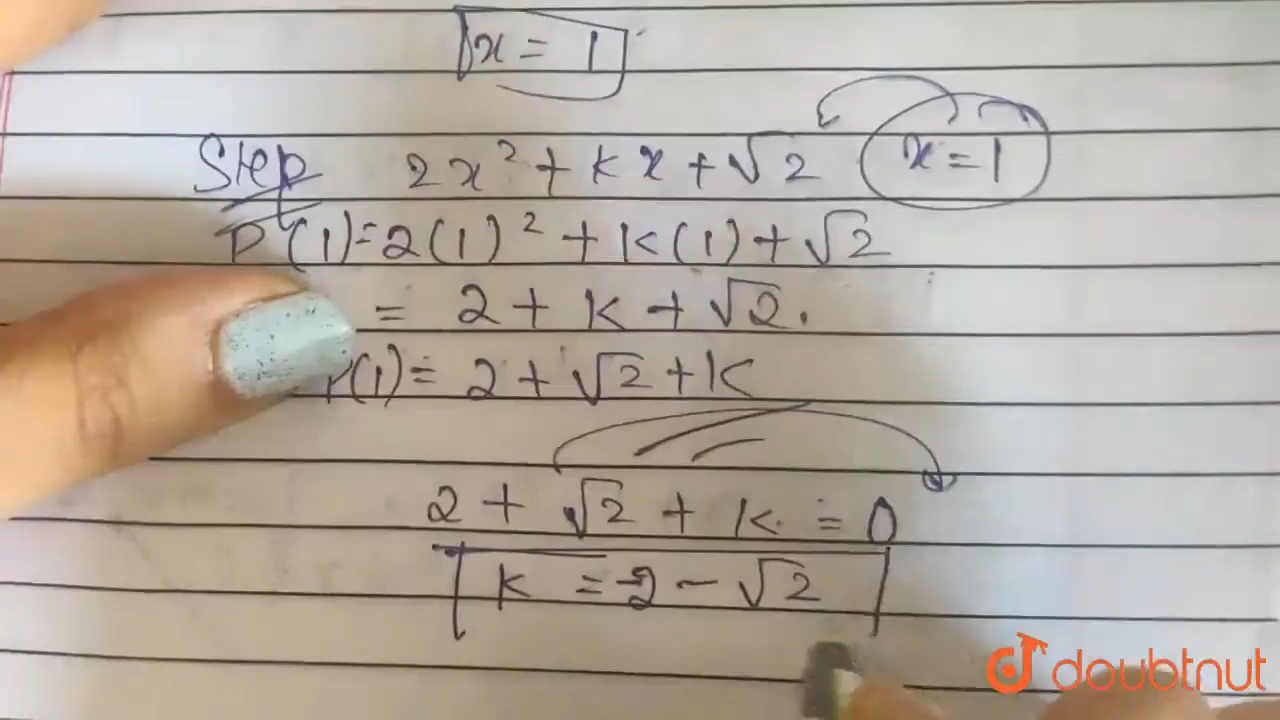 x = 1
Step 2x² + kx + √2 x = 1
P(1) = 2(1)² + k(1) + √2
= 2 + k + √2.
P(1) = 2 + √2 + k
2 + √2 + k = 0
k = -2 - √2
doubtnut